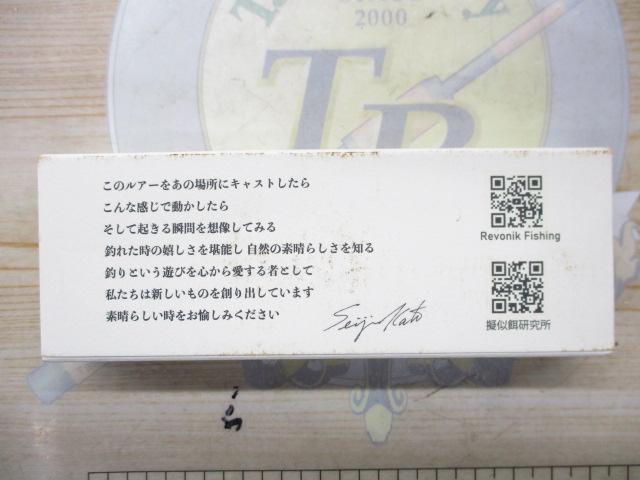 2000
TB
このルアーをあの場所にキャストしたら
こんな感じで動かしたら
そして起きる瞬間を想像してみる
釣れた時の嬉しさを堪能し 自然の素晴らしさを知る
釣りという遊びを心から愛する者として
私たちは新しいものを創り出しています
素晴らしい時をお愉しみください
Seiji Kato
Revonik Fishing
擬似餌研究所